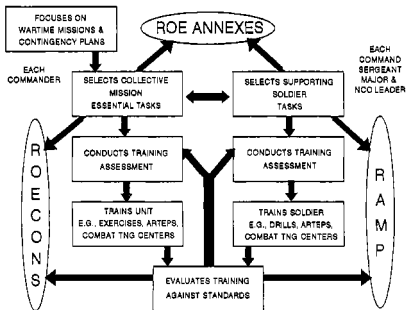 FOCUSES ON
WARTIME MISSIONS &
CONTINGENCY PLANS
ROE ANNEXES
EACH
COMMANDER
EACH
COMMAND
SERGEANT
MAJOR &
NCO LEADER
SELECTS COLLECTIVE
MISSION
ESSENTIAL TASKS
SELECTS SUPPORTING
SOLDIER
TASKS
ROECONS
CONDUCTS TRAINING
ASSESSMENT
CONDUCTS TRAINING
ASSESSMENT
RAMP
TRAINS UNIT
E.G., EXERCISES, ARTEPS,
COMBAT TNG CENTERS
TRAINS SOLDIER
E.G., DRILLS, ARTEPS,
COMBAT TNG CENTERS
EVALUATES TRAINING
AGAINST STANDARDS